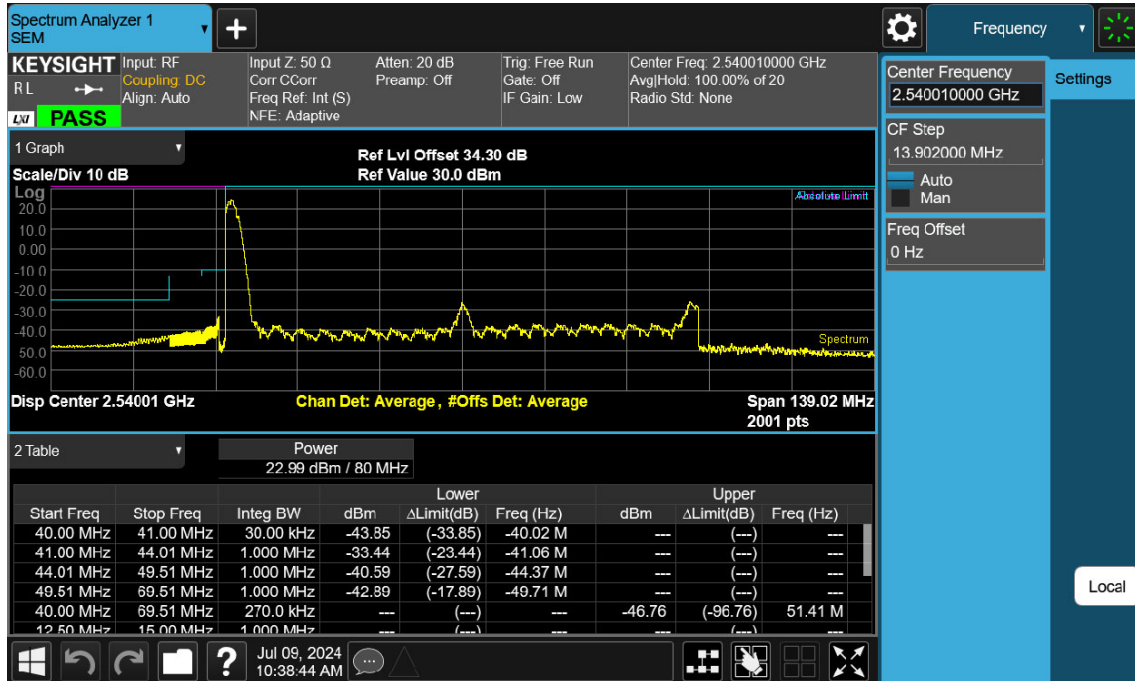 Spectrum Analyzer 1
SEM
Frequency
KEYSIGHT
Input: RF
Coupling: DC
Align: Auto
Input Z: 50 Ω
Corr CCorr
Freq Ref: Int (S)
NFE: Adaptive
Atten: 20 dB
Preamp: Off
Trig: Free Run
Gate: Off
IF Gain: Low
Center Freq: 2.540010000 GHz
Avg|Hold: 100.00% of 20
Radio Std: None
RL
LXI PASS
Center Frequency
2.540010000 GHz
Settings
CF Step
13.902000 MHz
Auto
Man
Freq Offset
0 Hz
Local
1 Graph
Scale/Div 10 dB
Ref Lvl Offset 34.30 dB
Ref Value 30.0 dBm
Log
Absolute Limit
20.0
10.0
0.00
-10.0
-20.0
-30.0
-40.0
50.0
-60.0
Spectrum
Disp Center 2.54001 GHz
Chan Det: Average , #Offs Det: Average
Span 139.02 MHz
2001 pts
2 Table
Power
22.99 dBm / 80 MHz
Lower Upper
Start Freq Stop Freq Integ BW dBm ΔLimit(dB) Freq (Hz) dBm ΔLimit(dB) Freq (Hz)
40.00 MHz 41.00 MHz 30.00 kHz -43.85 (-33.85) -40.02 M --- (---) ---
41.00 MHz 44.01 MHz 1.000 MHz -33.44 (-23.44) -41.06 M --- (---) ---
44.01 MHz 49.51 MHz 1.000 MHz -40.59 (-27.59) -44.37 M --- (---) ---
49.51 MHz 69.51 MHz 1.000 MHz -42.89 (-17.89) -49.71 M --- (---) ---
40.00 MHz 69.51 MHz 270.0 kHz --- (---) --- -46.76 (-96.76) 51.41 M
12.50 MHz 15.00 MHz 1.000 MHz --- (---) --- --- (---) ---
?
Jul 09, 2024
10:38:44 AM